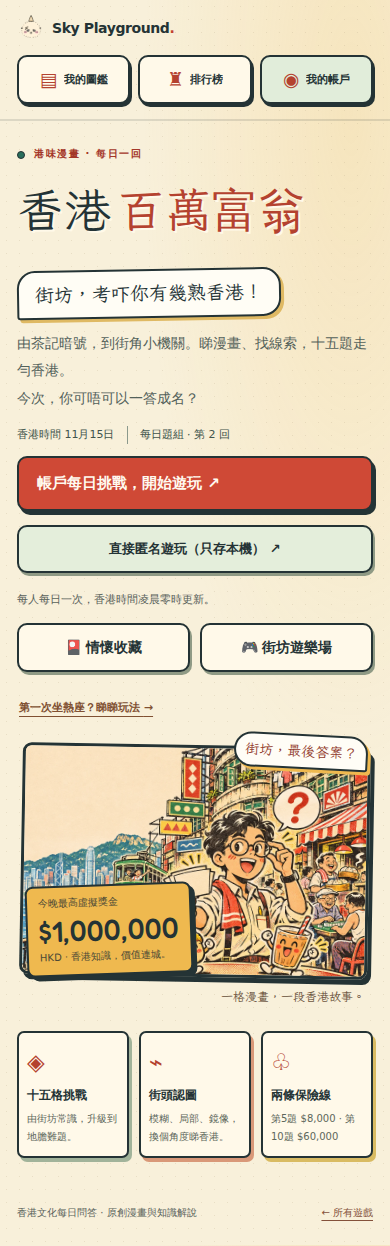 Sky Playground.
我的圖鑑
排行榜
我的帳戶
港味漫畫 · 每日一回
香港百萬富翁
街坊，考吓你有幾熟香港！
由茶記暗號，到街角小機關。睇漫畫、找線索，十五題走
勻香港。
今次，你可唔可以一答成名？
香港時間 11月15日
每日題組 · 第 2 回
帳戶每日挑戰，開始遊玩 ↗
直接匿名遊玩（只存本機） ↗
每人每日一次，香港時間凌晨零時更新。
情懷收藏
街坊遊樂場
第一次坐熱座？睇睇玩法 →
街坊，最後答案？
?
今晚最高虛擬獎金
$1,000,000
HKD · 香港知識，價值連城。
一格漫畫，一段香港故事。
十五格挑戰
由街坊常識，升級到
地膽難題。
街頭認圖
模糊、局部、鏡像，
換個角度睇香港。
兩條保險線
第5題 $8,000 · 第
10題 $60,000
香港文化每日問答 · 原創漫畫與知識解說
← 所有遊戲